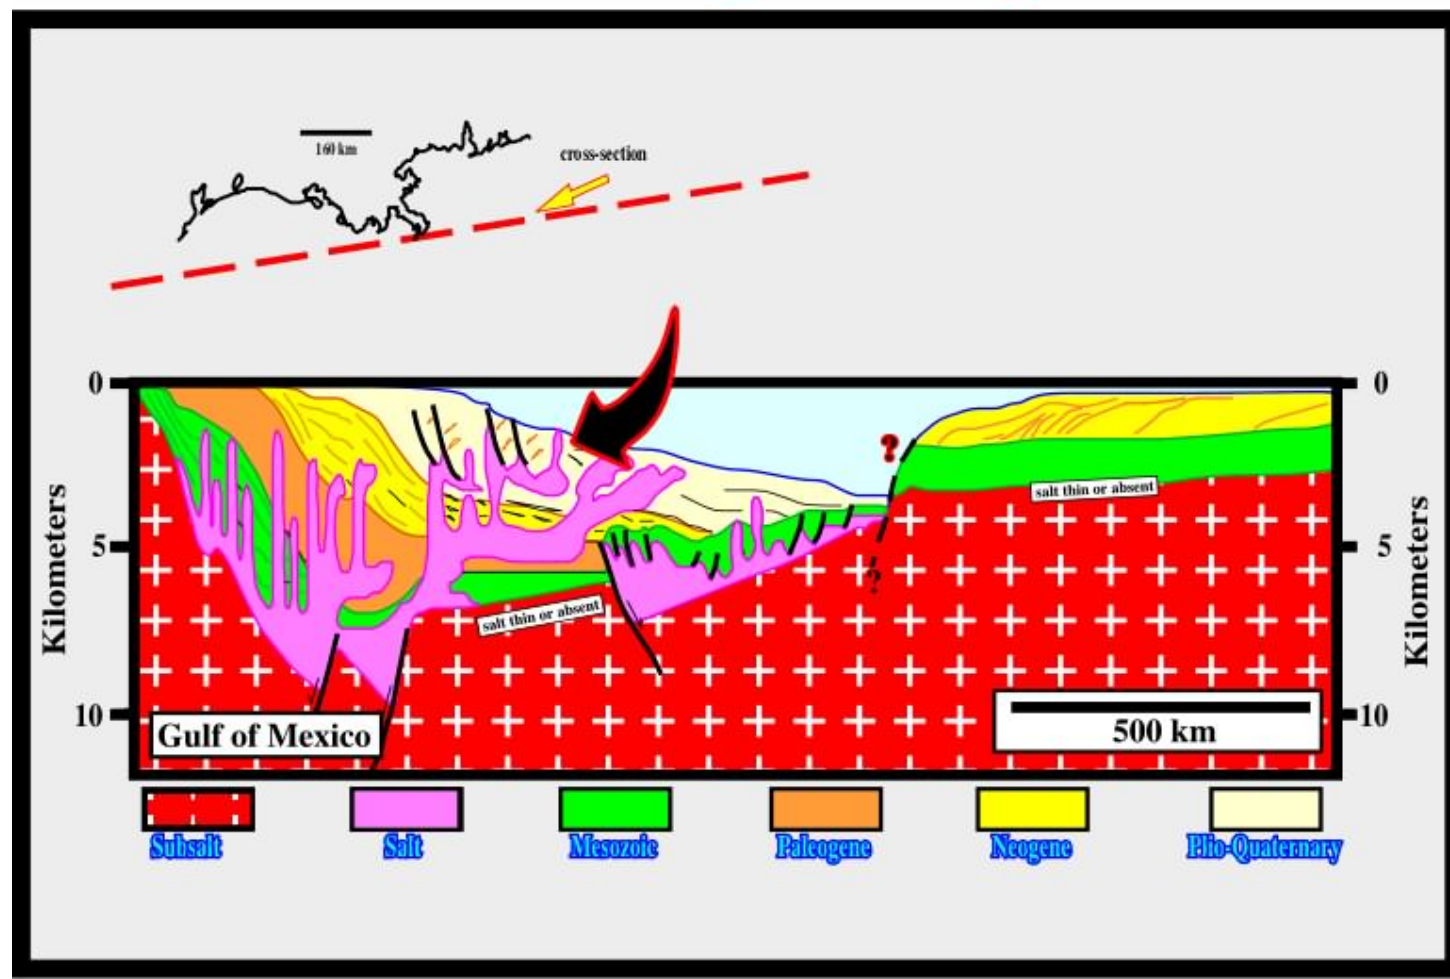 160 km
cross-section
0
0
?
salt thin or absent
Kilometers
5
5
Kilometers
?
salt thin or absent
10
10
Gulf of Mexico
500 km
Subsalt
Salt
Mesozoic
Paleogene
Neogene
Plio-Quaternary